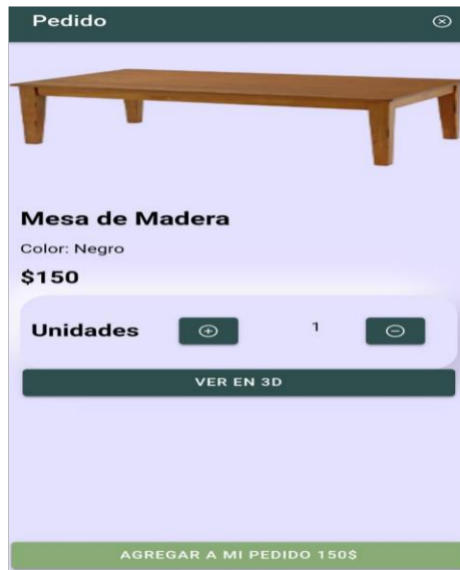 Pedido
Mesa de Madera
Color: Negro
$150
Unidades 1
VER EN 3D
AGREGAR A MI PEDIDO 150$